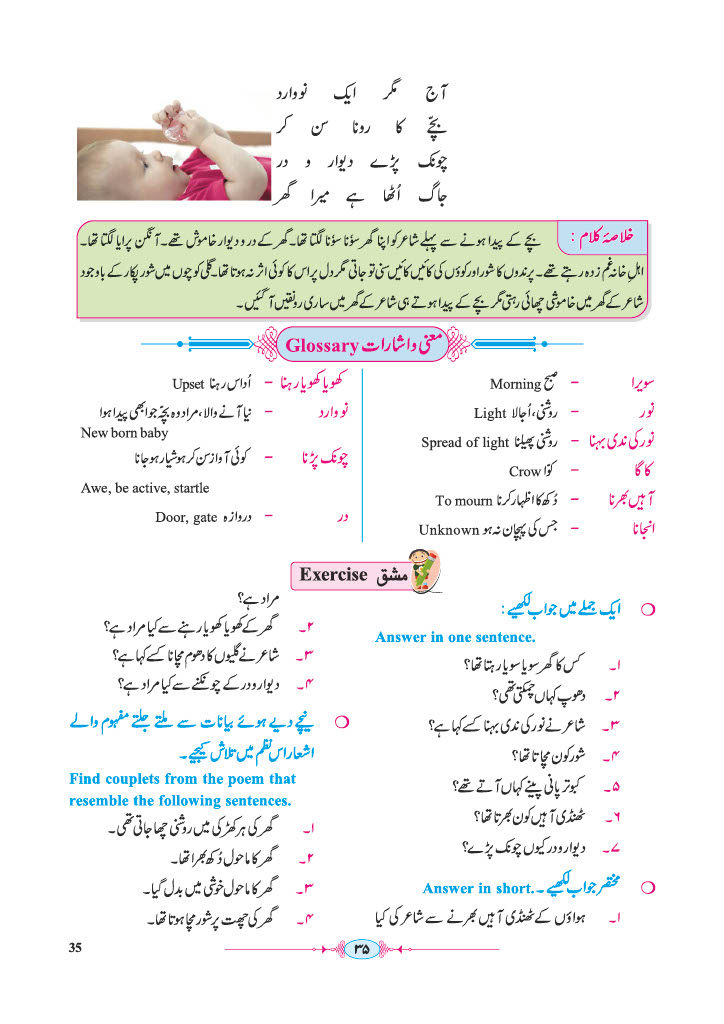 آج مگر ایک نووارد
بچّے کا رونا سن کر
چونک پڑے دیوار و در
جاگ اُٹھا ہے میرا گھر
خلاصۂ کلام : بچے کے پیدا ہونے سے پہلے شاعر کو اپنا گھر سوٗنا سوٗنا لگتا تھا۔ گھر کے در و دیوار خاموش تھے۔ آنگن پرایا لگتا تھا۔
اہلِ خانہ غم زدہ رہتے تھے۔ پرندوں کا شور اور کوؤں کی کائیں کائیں سنی تو جاتی مگر دل پر اس کا کوئی اثر نہ ہوتا تھا۔ گلی کوچوں میں شور پکار کے باوجود
شاعر کے گھر میں خاموشی چھائی رہتی مگر بچے کے پیدا ہوتے ہی شاعر کے گھر میں ساری رونقیں آ گئیں۔
معنی و اشارات Glossary
سویرا – صبح Morning
نور – روشنی، اُجالا Light
نور کی ندی بہنا – روشنی پھیلنا Spread of light
کاگا – کوّا Crow
آہیں بھرنا – دُکھ کا اظہار کرنا To mourn
انجانا – جس کی پہچان نہ ہو Unknown
کھویا کھویا رہنا – اُداس رہنا Upset
نووارد – نیا آنے والا، مراد وہ بچّہ جو ابھی پیدا ہوا
New born baby
چونک پڑنا – کوئی آواز سن کر ہوشیار ہو جانا
Awe, be active, startle
در – دروازہ Door, gate
مشق Exercise
ایک جملے میں جواب لکھیے :
Answer in one sentence.
۱۔ کس کا گھر سویا سویا رہتا تھا؟
۲۔ دھوپ کہاں چمکتی تھی؟
۳۔ شاعر نے نور کی ندی بہنا کسے کہا ہے؟
۴۔ شور کون مچاتا تھا؟
۵۔ کبوتر پانی پینے کہاں آتے تھے؟
۶۔ ٹھنڈی آہیں کون بھرتا تھا؟
۷۔ دیوار و در کیوں چونک پڑے؟
مختصر جواب لکھیے۔ Answer in short.
۱۔ ہواؤں کے ٹھنڈی آہیں بھرنے سے شاعر کی کیا
مراد ہے؟
۲۔ گھر کے کھویا کھویا رہنے سے کیا مراد ہے؟
۳۔ شاعر نے گلیوں کا دھوم مچانا کسے کہا ہے؟
۴۔ دیوار و در کے چونکنے سے کیا مراد ہے؟
نیچے دیے ہوئے بیانات سے ملتے جلتے مفہوم والے
اشعار اس نظم میں تلاش کیجیے۔
Find couplets from the poem that
resemble the following sentences.
۱۔ گھر کی ہر کھڑکی میں روشنی چھا جاتی تھی۔
۲۔ گھر کا ماحول دُکھ بھرا تھا۔
۳۔ گھر کا ماحول خوشی میں بدل گیا۔
۴۔ گھر کی چھت پر شور مچا ہوتا تھا۔
35
۳۵